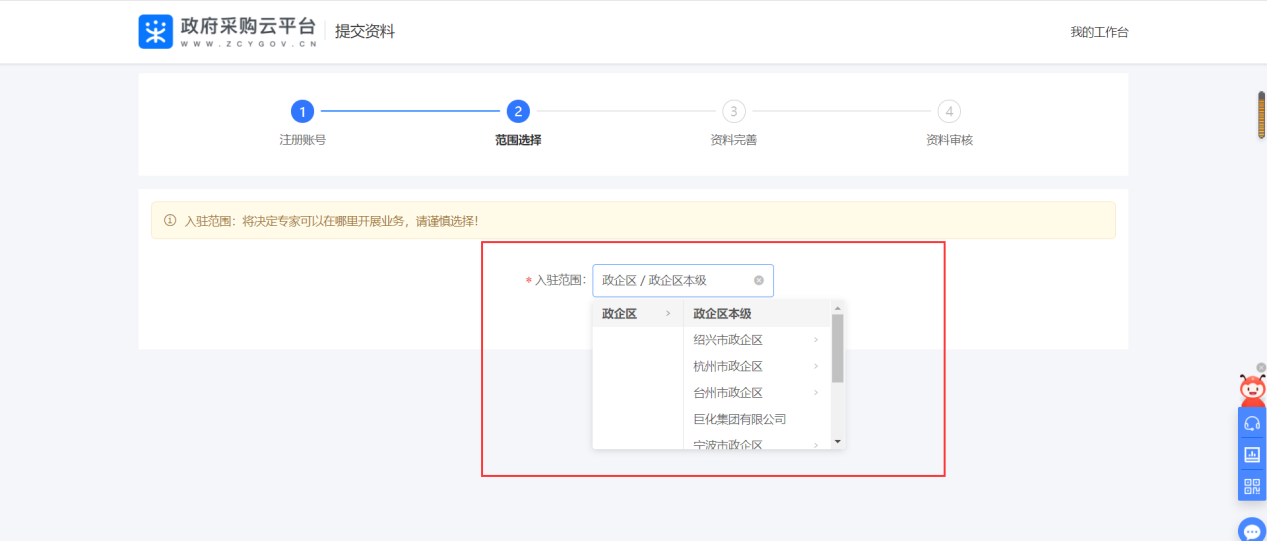 政府采购云平台
WWW.ZCYGOV.CN
提交资料
我的工作台
1
2
3
4
注册账号
范围选择
资料完善
资料审核
入驻范围：将决定专家可以在哪里开展业务，请谨慎选择！
* 入驻范围：
政企区 / 政企区本级
政企区
政企区本级
绍兴市政企区
杭州市政企区
台州市政企区
巨化集团有限公司
宁波市政企区